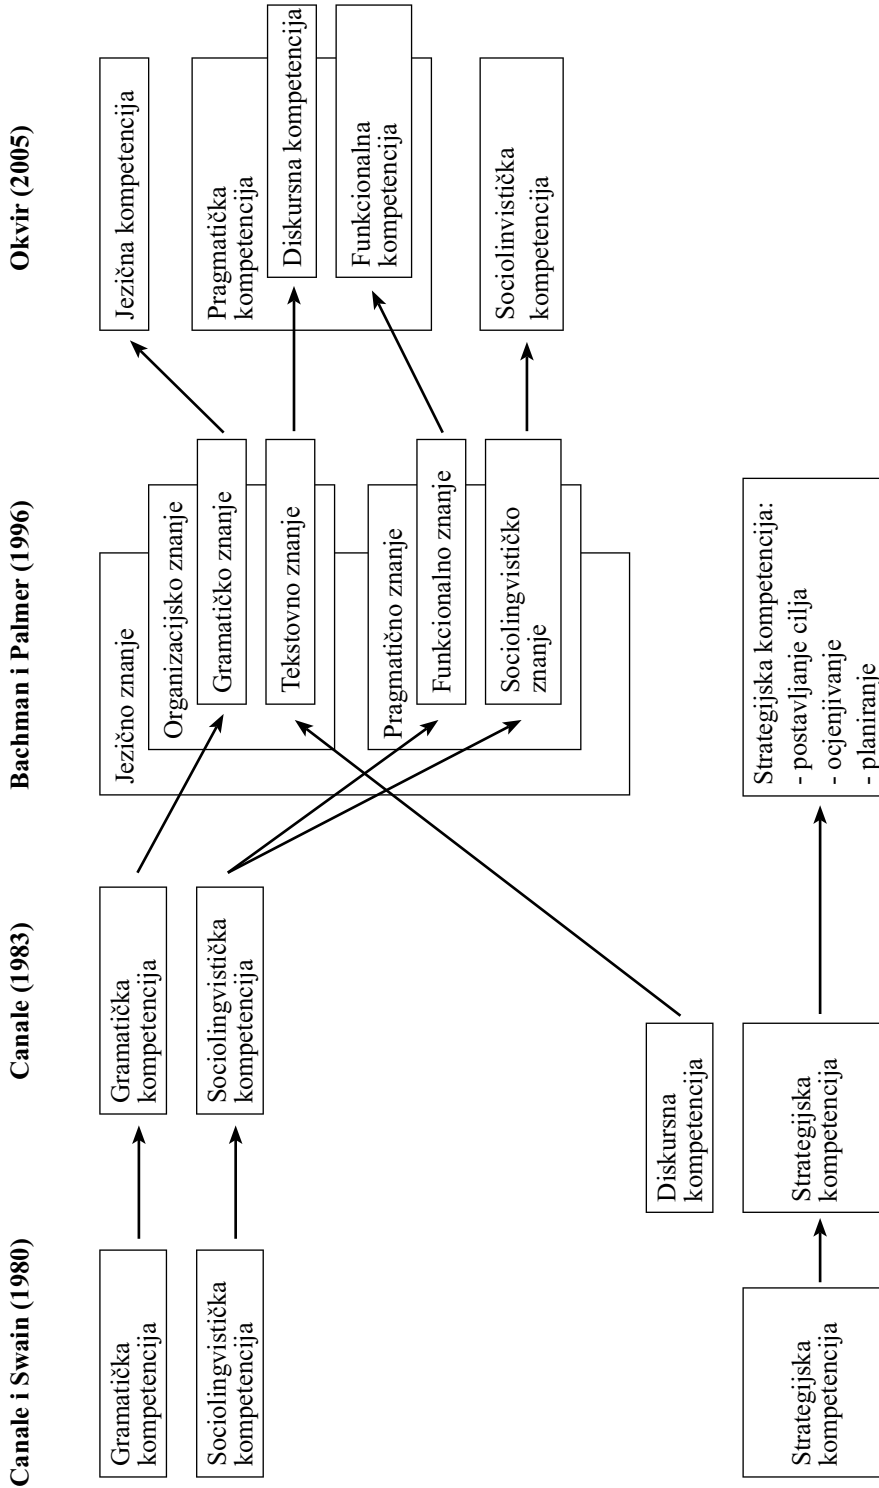 Canale i Swain (1980)
Canale (1983)
Bachman i Palmer (1996)
Okvir (2005)
Gramatička
kompetencija
Sociolingvistička
kompetencija
Strategijska
kompetencija
Gramatička
kompetencija
Sociolingvistička
kompetencija
Diskursna
kompetencija
Strategijska
kompetencija
Jezično znanje
Organizacijsko znanje
Gramatičko znanje
Tekstovno znanje
Pragmatično znanje
Funkcionalno znanje
Sociolingvističko
znanje
Strategijska kompetencija:
- postavljanje cilja
- ocjenjivanje
- planiranje
Jezična kompetencija
Pragmatička
kompetencija
Diskursna kompetencija
Funkcionalna
kompetencija
Sociolinvistička
kompetencija